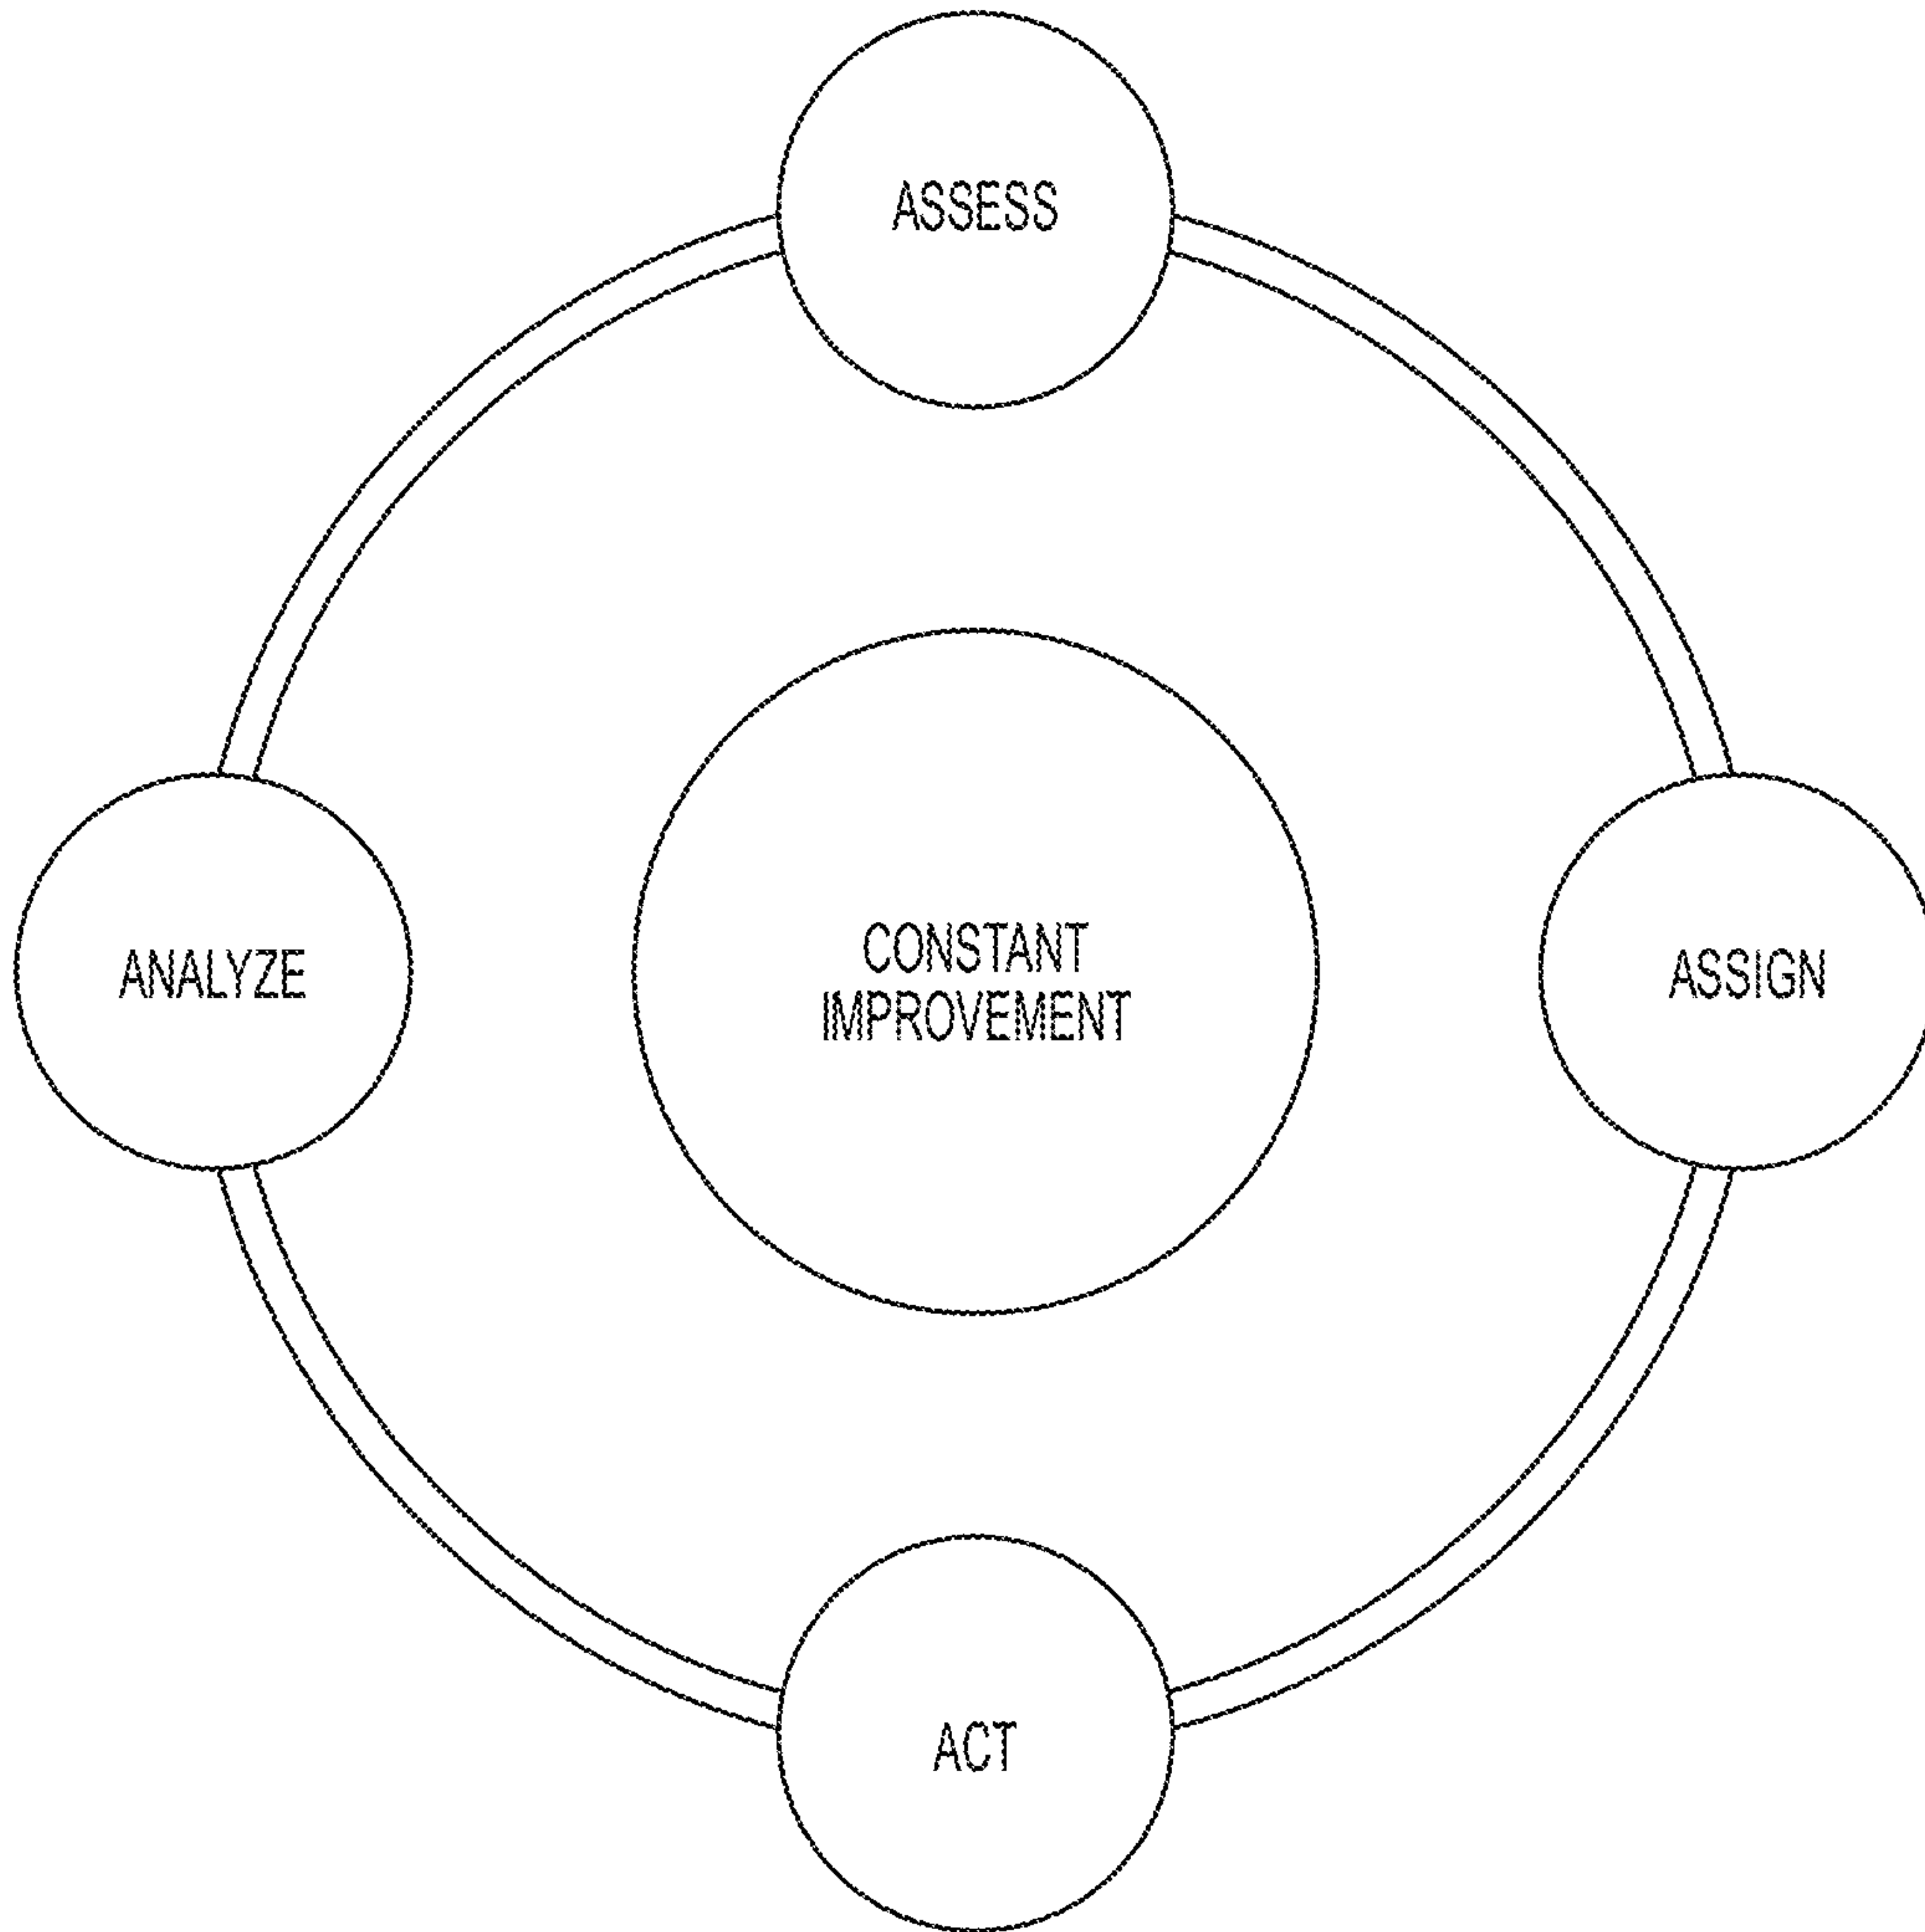 ASSESS
ANALYZE
CONSTANT
IMPROVEMENT
ASSIGN
ACT